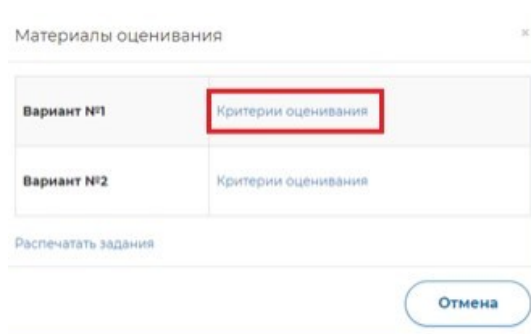 Материалы оценивания ×
Вариант №1 Критерии оценивания
Вариант №2 Критерии оценивания
Распечатать задания
Отмена